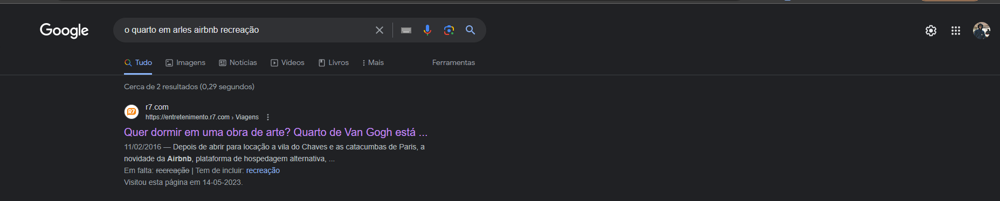 Google
o quarto em arles airbnb recreação
Tudo Imagens Notícias Vídeos Livros Mais Ferramentas
Cerca de 2 resultados (0,29 segundos)
R7
r7.com
https://entretenimento.r7.com › Viagens
Quer dormir em uma obra de arte? Quarto de Van Gogh está ...
11/02/2016 — Depois de abrir para locação a vila do Chaves e as catacumbas de Paris, a
novidade da Airbnb, plataforma de hospedagem alternativa, ...
Em falta: recreação | Tem de incluir: recreação
Visitou esta página em 14-05-2023.